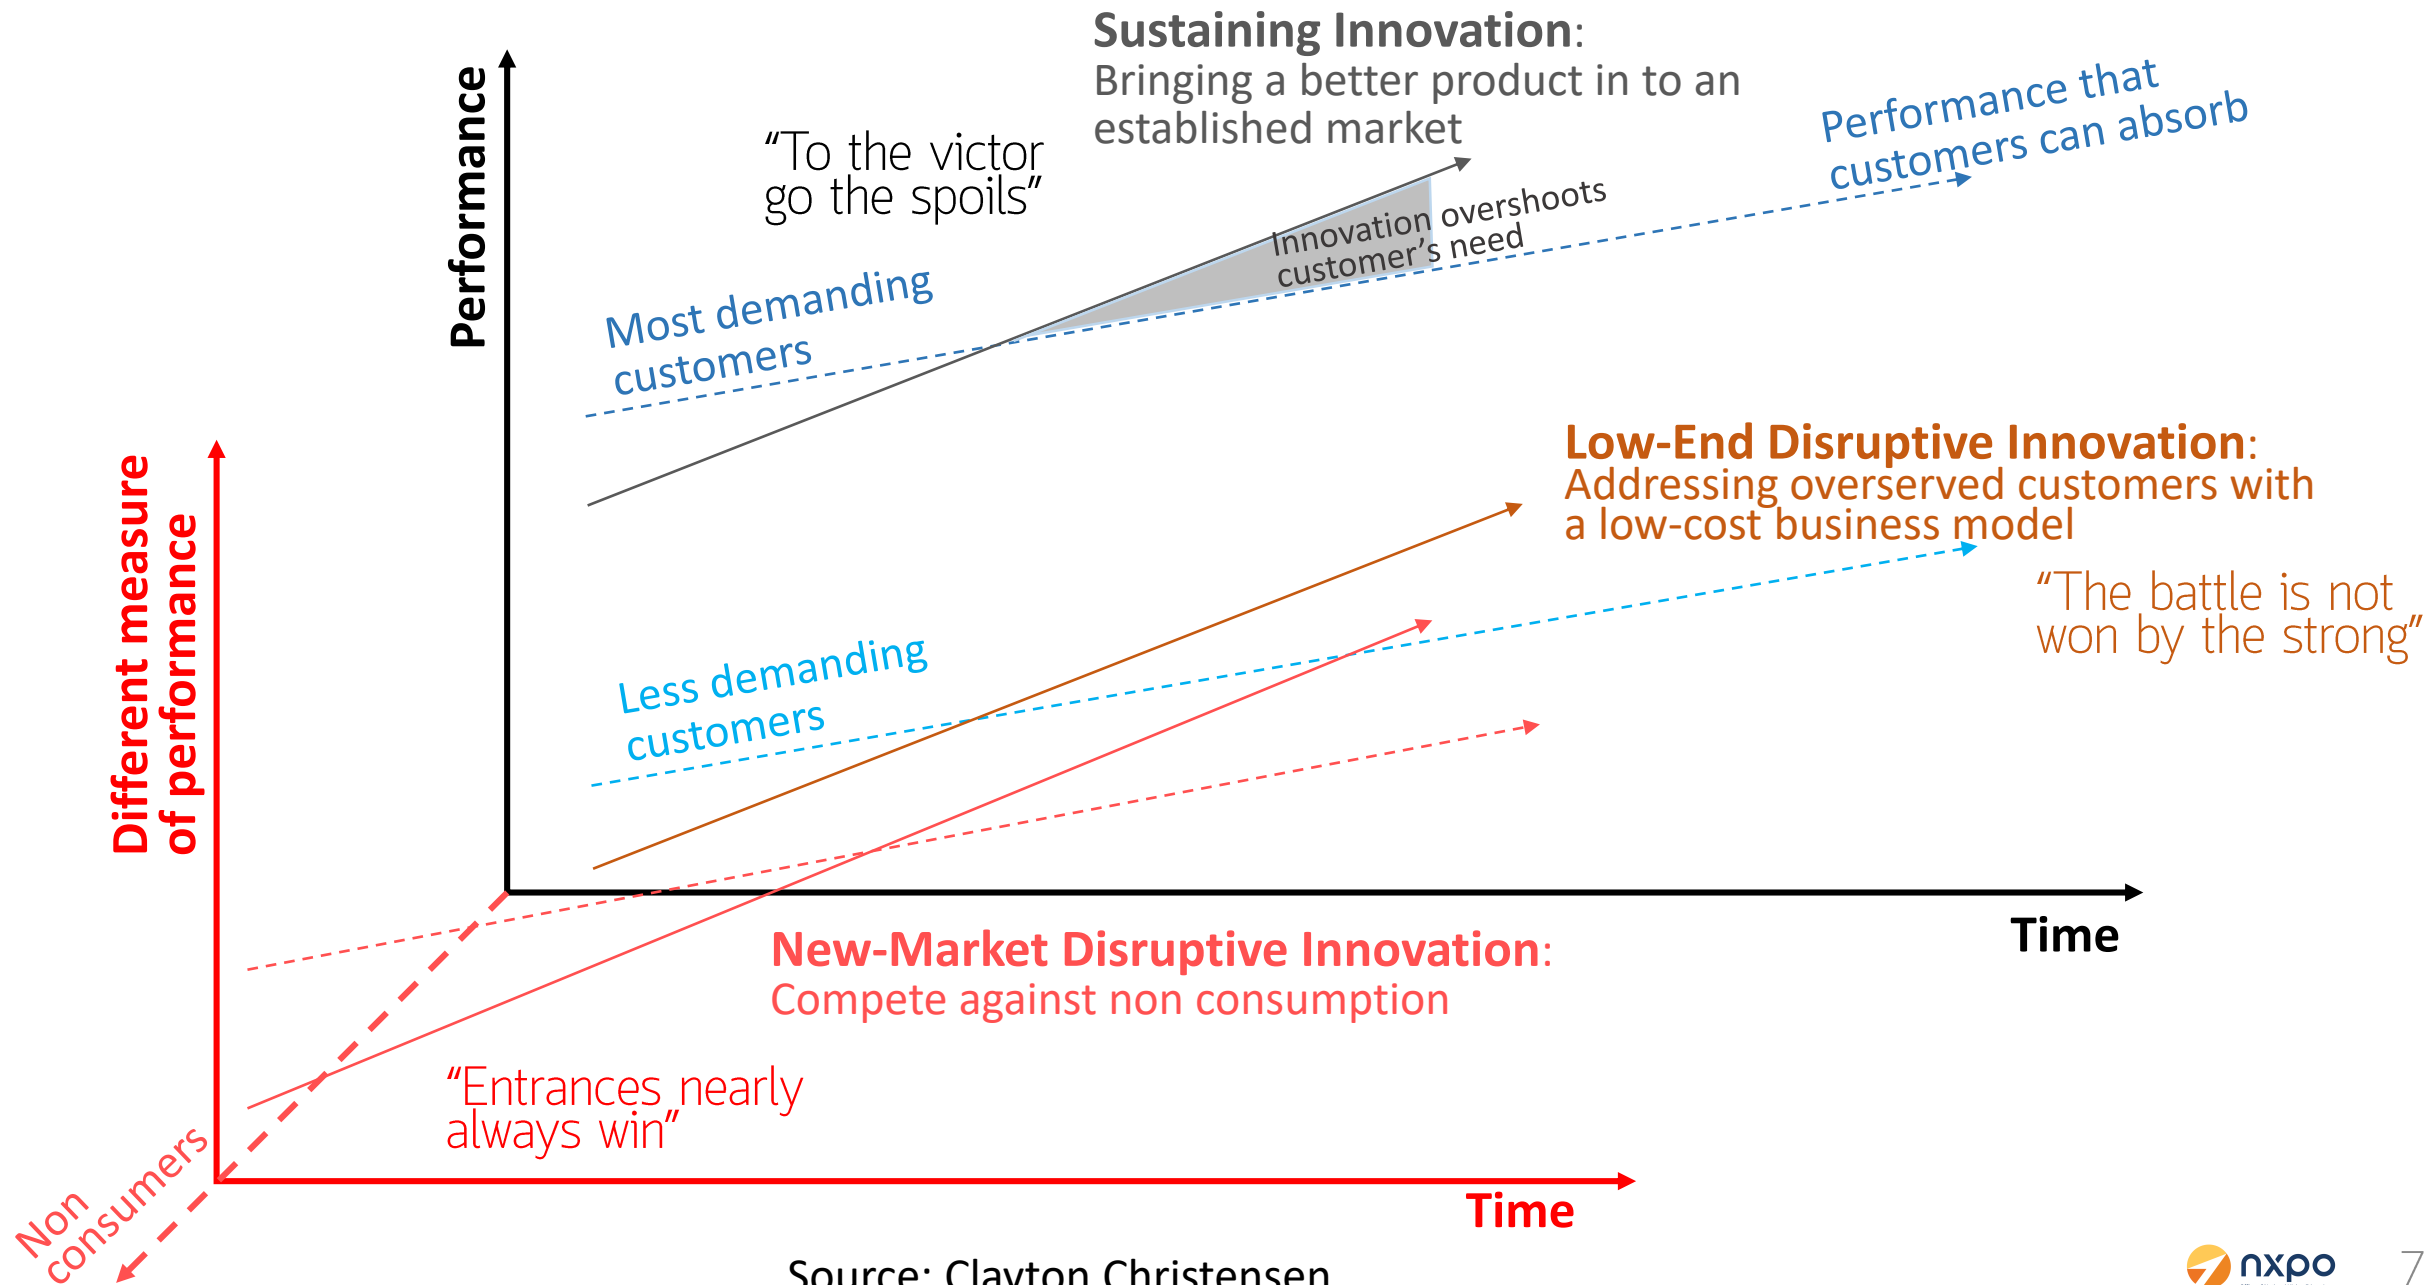 Sustaining Innovation:
Bringing a better product in to an
established market
Performance
"To the victor
go the spoils"
Performance that
customers can absorb
Innovation overshoots
customer's need
Most demanding
customers
Low-End Disruptive Innovation:
Addressing overserved customers with
a low-cost business model
"The battle is not
won by the strong"
Different measure
of performance
Less demanding
customers
Time
New-Market Disruptive Innovation:
Compete against non consumption
"Entrances nearly
always win"
Non
consumers
Time
Source: Clayton Christensen
nxpo
7